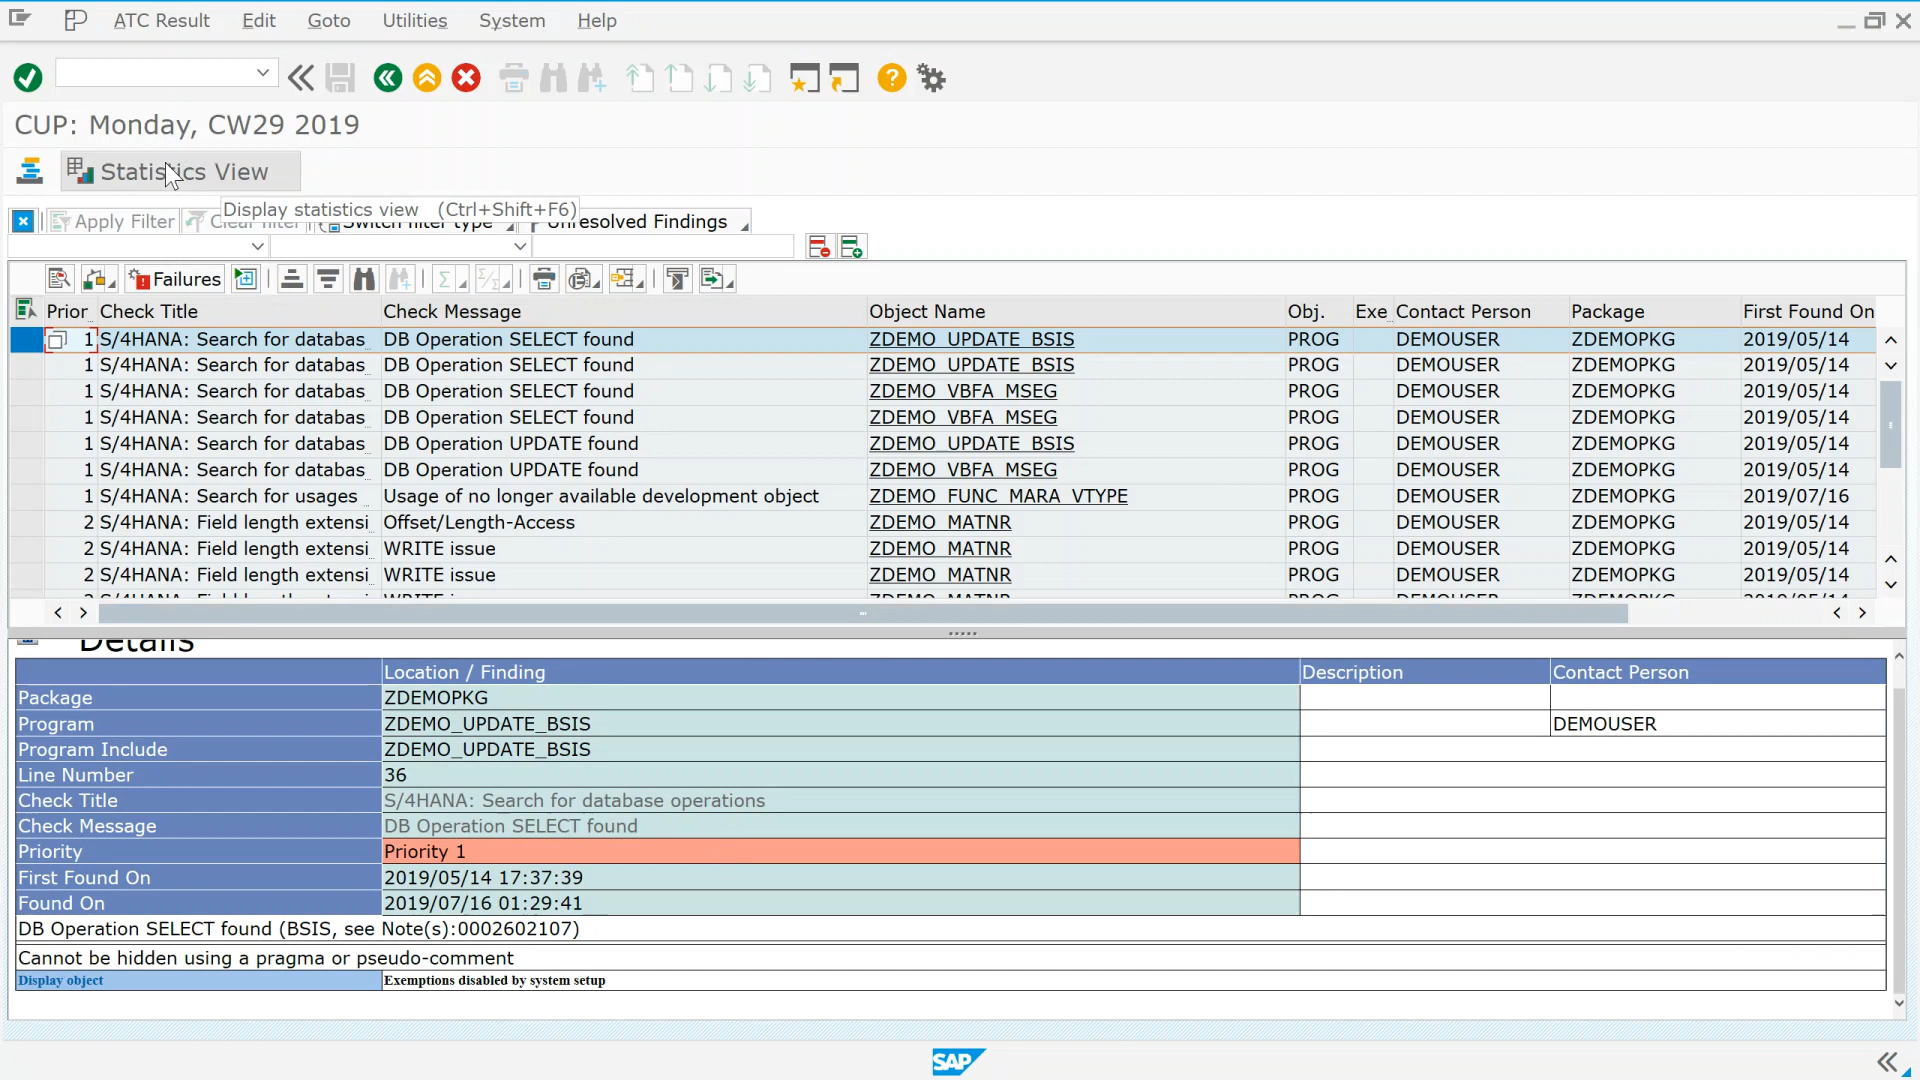 ATC Result Edit Goto Utilities System Help
CUP: Monday, CW29 2019
Statistics View
Display statistics view (Ctrl+Shift+F6)
Apply Filter Clear filter Switch filter type Unresolved Findings
Failures
Prior Check Title Check Message Object Name Obj. Exe Contact Person Package First Found On
1 S/4HANA: Search for databas DB Operation SELECT found ZDEMO_UPDATE_BSIS PROG DEMOUSER ZDEMOPKG 2019/05/14
1 S/4HANA: Search for databas DB Operation SELECT found ZDEMO_UPDATE_BSIS PROG DEMOUSER ZDEMOPKG 2019/05/14
1 S/4HANA: Search for databas DB Operation SELECT found ZDEMO_VBFA_MSEG PROG DEMOUSER ZDEMOPKG 2019/05/14
1 S/4HANA: Search for databas DB Operation SELECT found ZDEMO_VBFA_MSEG PROG DEMOUSER ZDEMOPKG 2019/05/14
1 S/4HANA: Search for databas DB Operation UPDATE found ZDEMO_UPDATE_BSIS PROG DEMOUSER ZDEMOPKG 2019/05/14
1 S/4HANA: Search for databas DB Operation UPDATE found ZDEMO_VBFA_MSEG PROG DEMOUSER ZDEMOPKG 2019/05/14
1 S/4HANA: Search for usages Usage of no longer available development object ZDEMO_FUNC_MARA_VTYPE PROG DEMOUSER ZDEMOPKG 2019/07/16
2 S/4HANA: Field length extensi Offset/Length-Access ZDEMO_MATNR PROG DEMOUSER ZDEMOPKG 2019/05/14
2 S/4HANA: Field length extensi WRITE issue ZDEMO_MATNR PROG DEMOUSER ZDEMOPKG 2019/05/14
2 S/4HANA: Field length extensi WRITE issue ZDEMO_MATNR PROG DEMOUSER ZDEMOPKG 2019/05/14
Details
Location / Finding Description Contact Person
Package ZDEMOPKG
Program ZDEMO_UPDATE_BSIS DEMOUSER
Program Include ZDEMO_UPDATE_BSIS
Line Number 36
Check Title S/4HANA: Search for database operations
Check Message DB Operation SELECT found
Priority Priority 1
First Found On 2019/05/14 17:37:39
Found On 2019/07/16 01:29:41
DB Operation SELECT found (BSIS, see Note(s):0002602107)
Cannot be hidden using a pragma or pseudo-comment
Display object Exemptions disabled by system setup
SAP